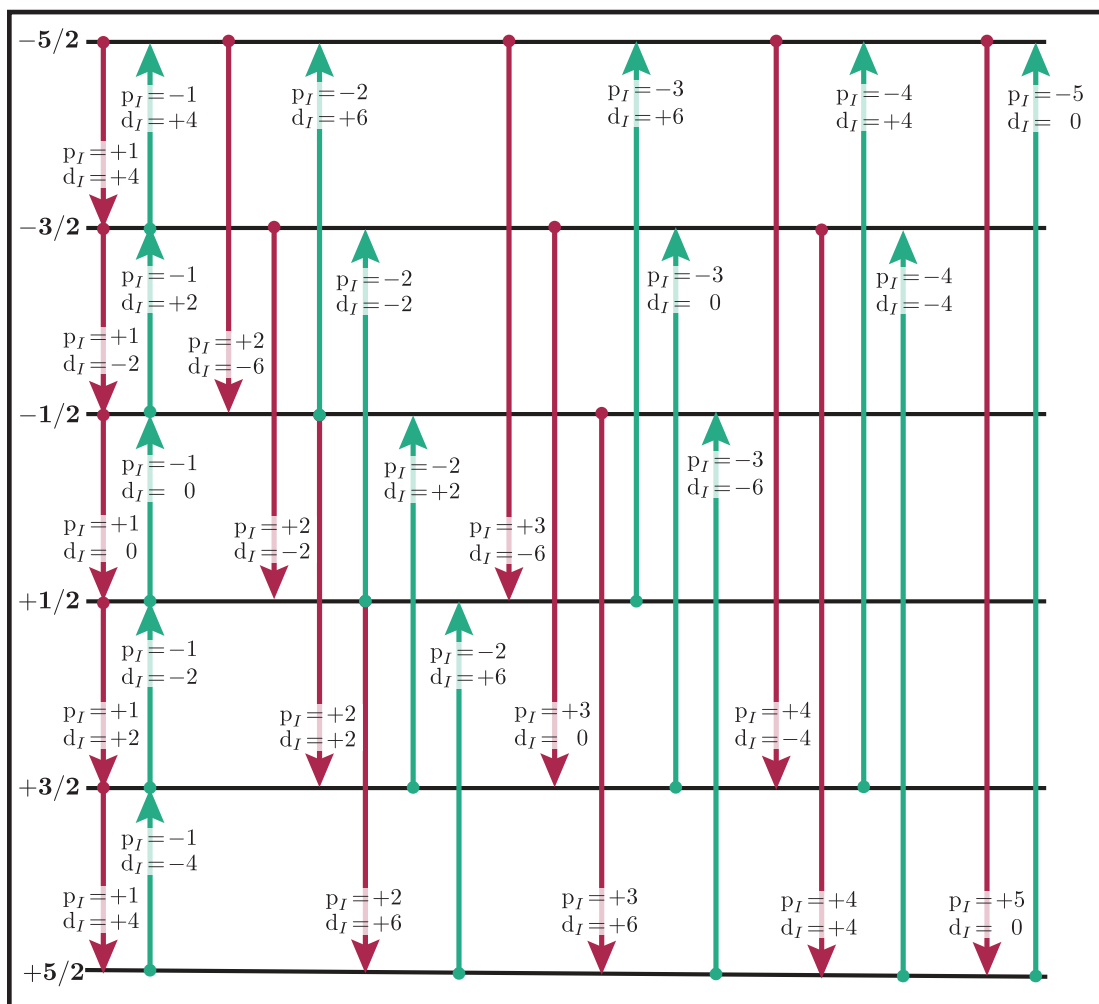 −5/2
p_I = −1
d_I = +4
p_I = −2
d_I = +6
p_I = −3
d_I = +6
p_I = −4
d_I = +4
p_I = −5
d_I = 0
p_I = +1
d_I = +4
−3/2
p_I = −1
d_I = +2
p_I = −2
d_I = −2
p_I = −3
d_I = 0
p_I = −4
d_I = −4
p_I = +1
d_I = −2
p_I = +2
d_I = −6
−1/2
p_I = −1
d_I = 0
p_I = −2
d_I = +2
p_I = −3
d_I = −6
p_I = +1
d_I = 0
p_I = +2
d_I = −2
p_I = +3
d_I = −6
+1/2
p_I = −1
d_I = −2
p_I = −2
d_I = +6
p_I = +1
d_I = +2
p_I = +2
d_I = +2
p_I = +3
d_I = 0
p_I = +4
d_I = −4
+3/2
p_I = −1
d_I = −4
p_I = +1
d_I = +4
p_I = +2
d_I = +6
p_I = +3
d_I = +6
p_I = +4
d_I = +4
p_I = +5
d_I = 0
+5/2